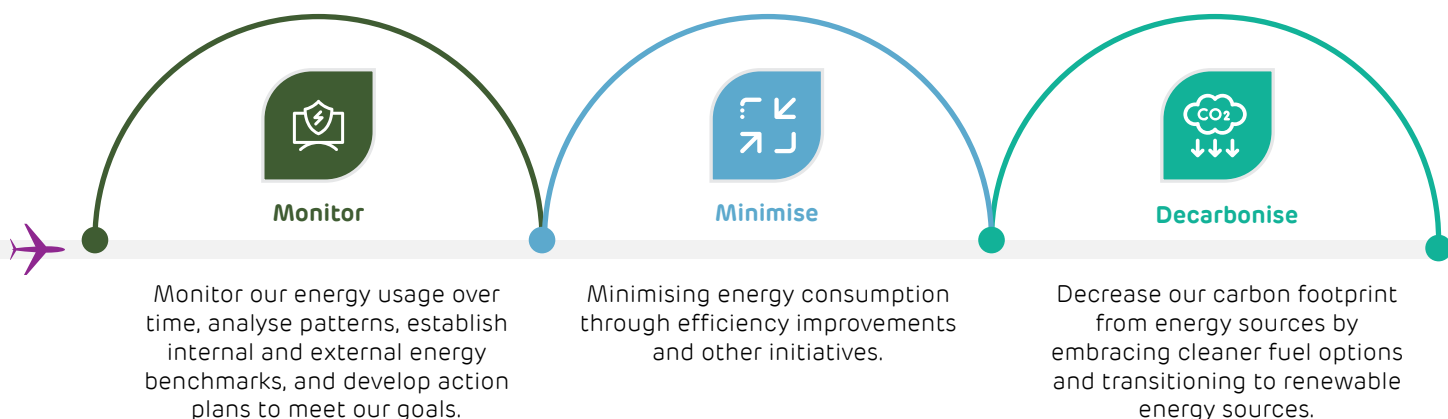 CO2
Monitor
Monitor our energy usage over
time, analyse patterns, establish
internal and external energy
benchmarks, and develop action
plans to meet our goals.
Minimise
Minimising energy consumption
through efficiency improvements
and other initiatives.
Decarbonise
Decrease our carbon footprint
from energy sources by
embracing cleaner fuel options
and transitioning to renewable
energy sources.